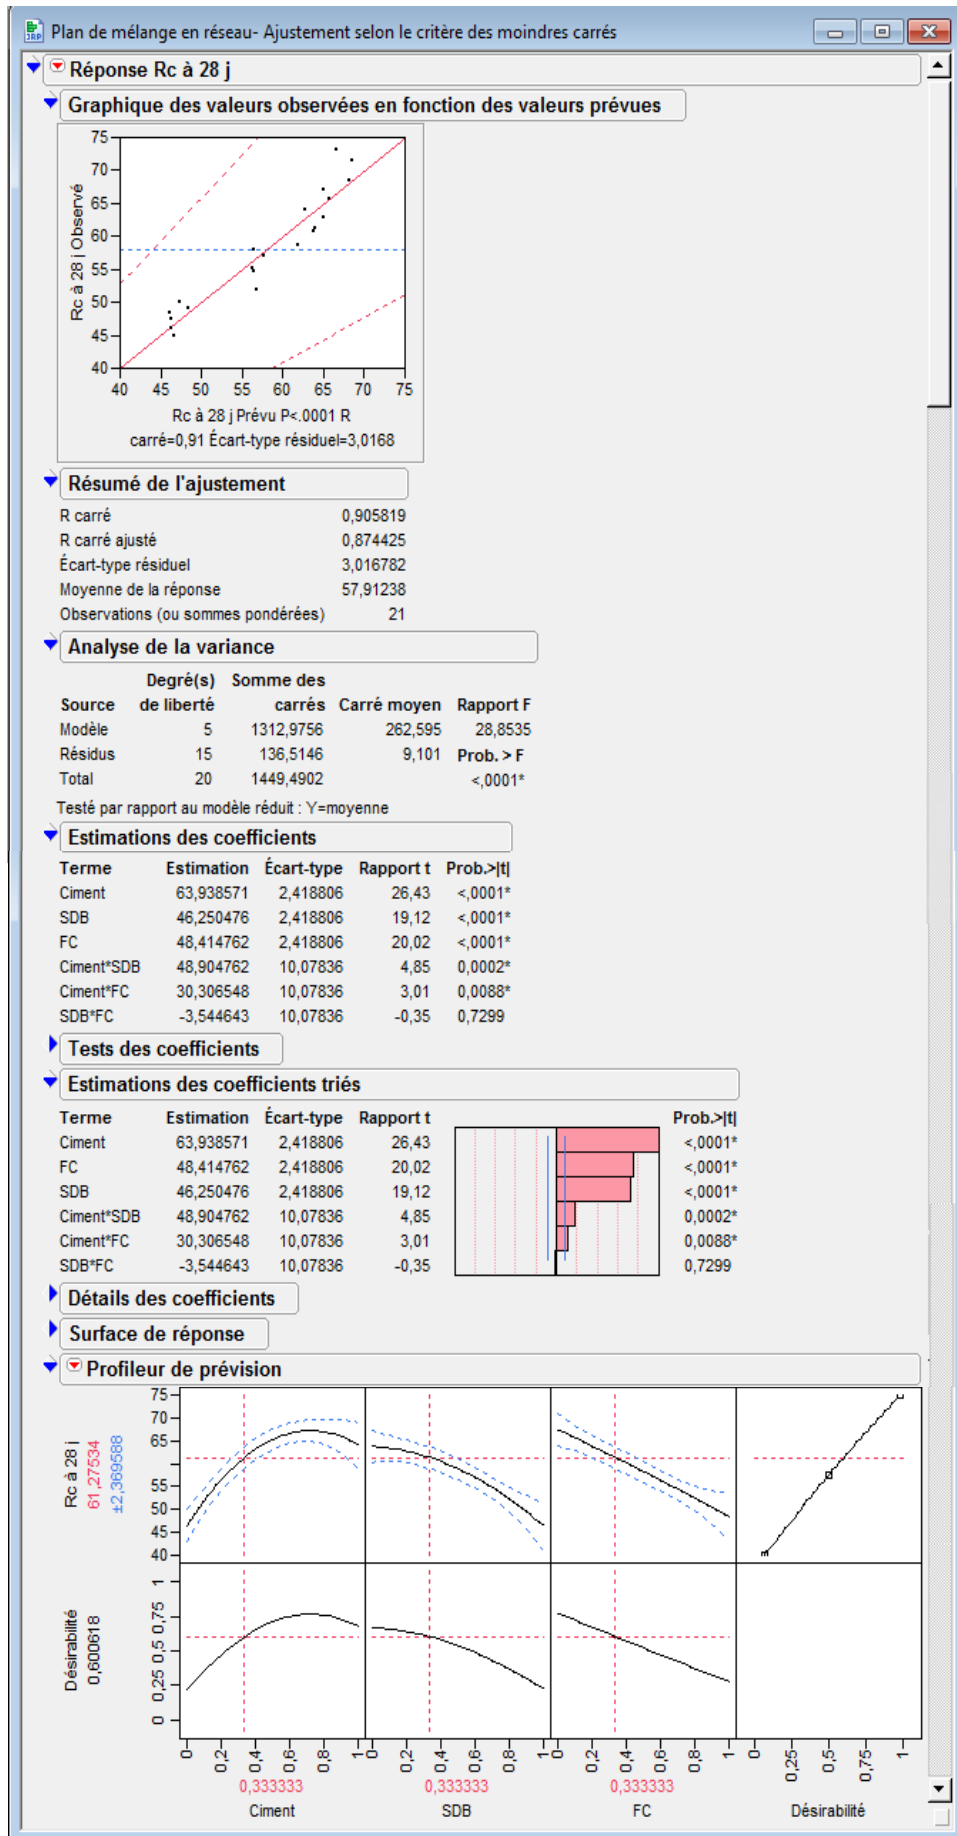 Plan de mélange en réseau- Ajustement selon le critère des moindres carrés
Réponse Rc à 28 j
Graphique des valeurs observées en fonction des valeurs prévues
75
70
65
60
55
50
45
40
Rc à 28 j Observé
40 45 50 55 60 65 70 75
Rc à 28 j Prévu P<.0001 R
carré=0,91 Écart-type résiduel=3,0168
Résumé de l'ajustement
R carré 0,905819
R carré ajusté 0,874425
Écart-type résiduel 3,016782
Moyenne de la réponse 57,91238
Observations (ou sommes pondérées) 21
Analyse de la variance
Degré(s) Somme des
Source de liberté carrés Carré moyen Rapport F
Modèle 5 1312,9756 262,595 28,8535
Résidus 15 136,5146 9,101 Prob. > F
Total 20 1449,4902 <,0001*
Testé par rapport au modèle réduit : Y=moyenne
Estimations des coefficients
Terme Estimation Écart-type Rapport t Prob.>|t|
Ciment 63,938571 2,418806 26,43 <,0001*
SDB 46,250476 2,418806 19,12 <,0001*
FC 48,414762 2,418806 20,02 <,0001*
Ciment*SDB 48,904762 10,07836 4,85 0,0002*
Ciment*FC 30,306548 10,07836 3,01 0,0088*
SDB*FC -3,544643 10,07836 -0,35 0,7299
Tests des coefficients
Estimations des coefficients triés
Terme Estimation Écart-type Rapport t Prob.>|t|
Ciment 63,938571 2,418806 26,43 <,0001*
FC 48,414762 2,418806 20,02 <,0001*
SDB 46,250476 2,418806 19,12 <,0001*
Ciment*SDB 48,904762 10,07836 4,85 0,0002*
Ciment*FC 30,306548 10,07836 3,01 0,0088*
SDB*FC -3,544643 10,07836 -0,35 0,7299
Détails des coefficients
Surface de réponse
Profileur de prévision
Rc à 28 j
61,27534
±2,369588
75
70
65
55
50
45
40
Désirabilité
0,600618
1
0,75
0,5
0,25
0
0 0,2 0,4 0,6 0,8 1
0 0,2 0,4 0,6 0,8 1
0 0,2 0,4 0,6 0,8 1
0 0,25 0,5 0,75 1
0,333333 0,333333 0,333333
Ciment SDB FC Désirabilité